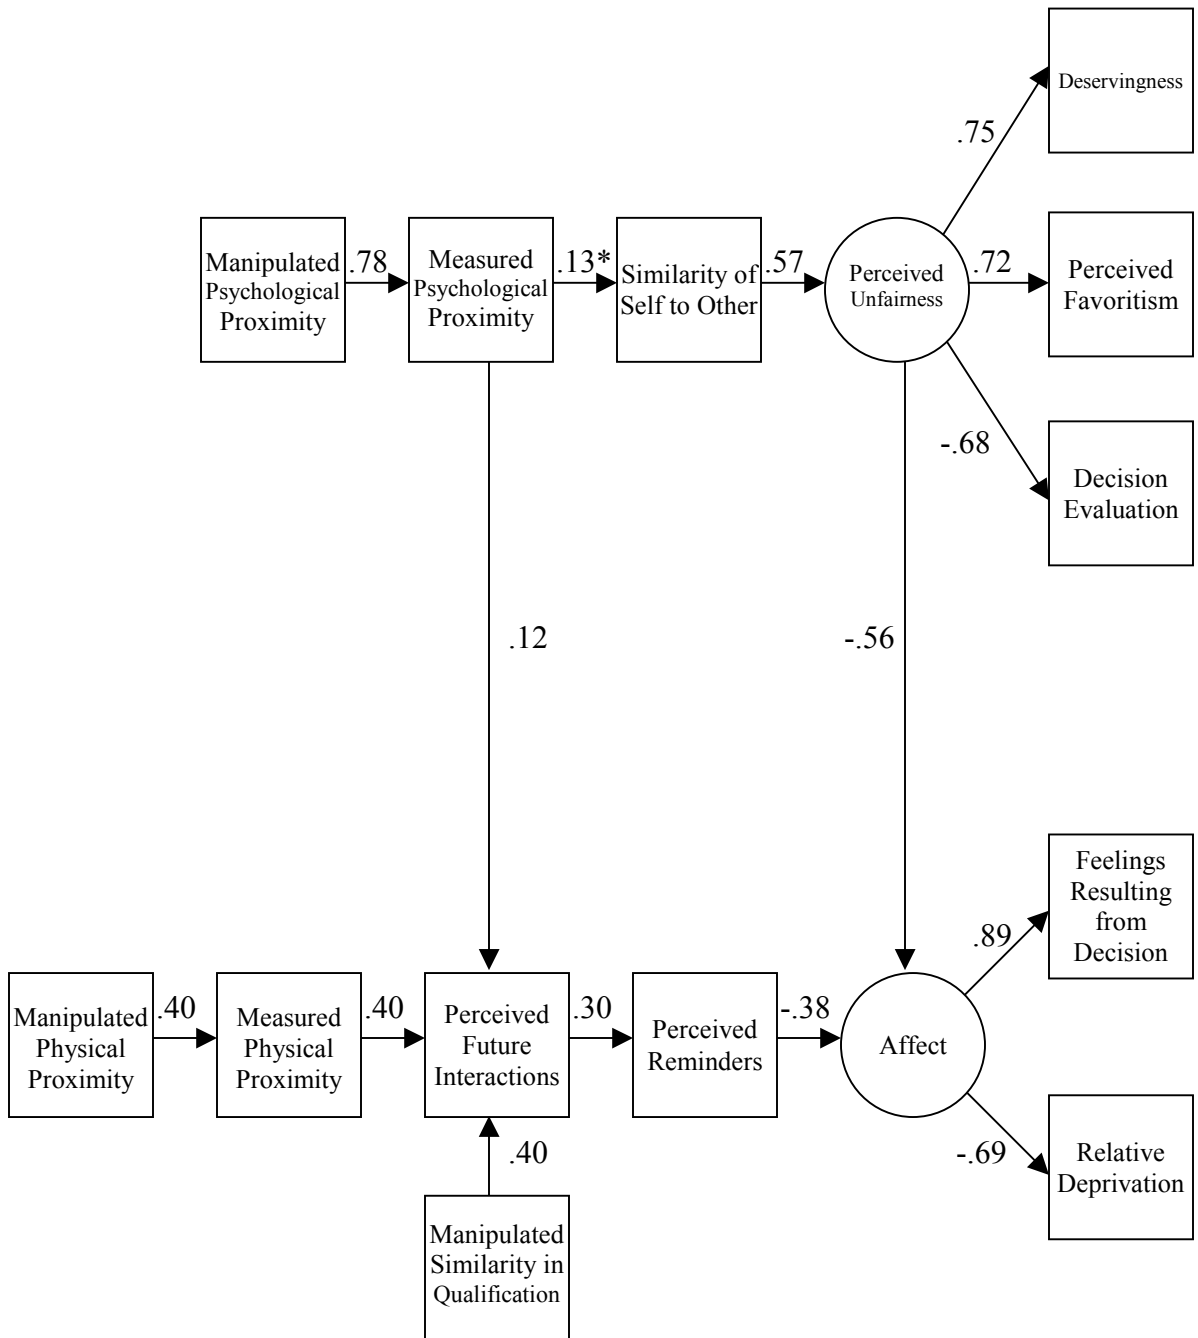 Deservingness
.75
Manipulated
Psychological
Proximity
.78
Measured
Psychological
Proximity
.13*
Similarity of
Self to Other
.57
Perceived
Unfairness
.72
Perceived
Favoritism
-.68
Decision
Evaluation
.12
-.56
Feelings
Resulting
from
Decision
.89
Manipulated
Physical
Proximity
.40
Measured
Physical
Proximity
.40
Perceived
Future
Interactions
.30
Perceived
Reminders
-.38
Affect
-.69
Relative
Deprivation
.40
Manipulated
Similarity in
Qualification